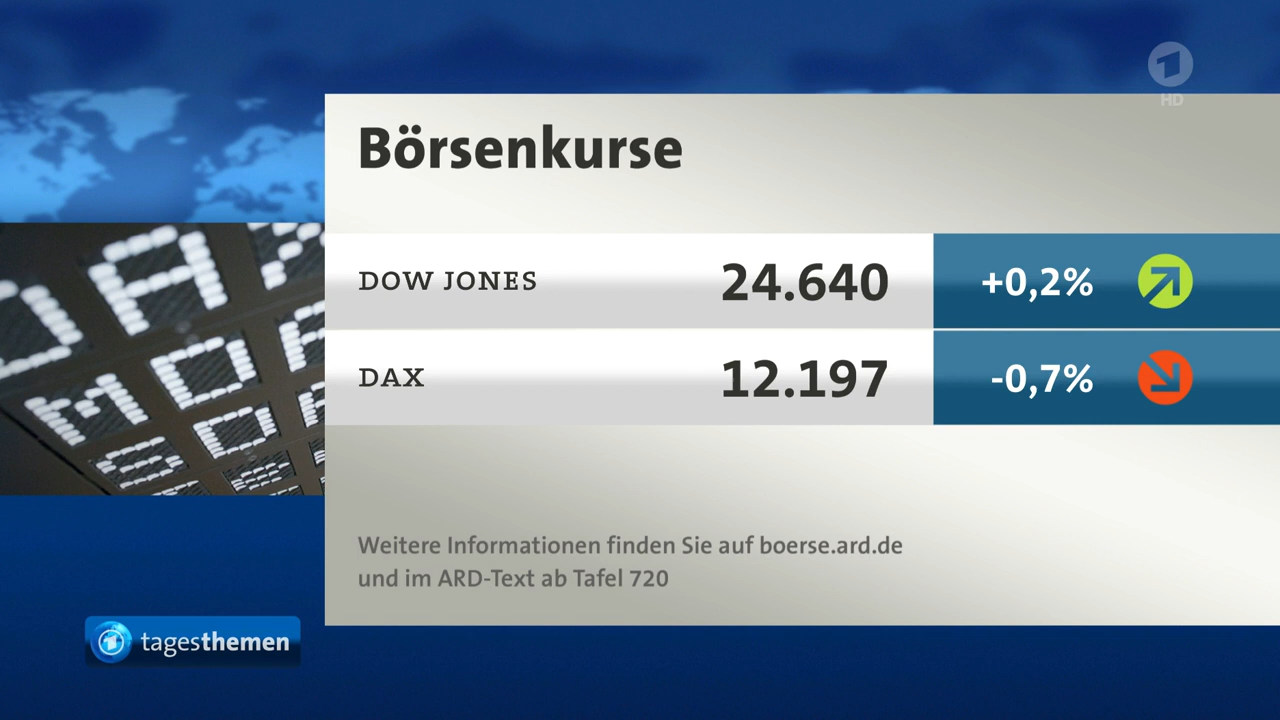 HD
Börsenkurse
DOW JONES 24.640 +0,2%
DAX 12.197 -0,7%
Weitere Informationen finden Sie auf boerse.ard.de
und im ARD-Text ab Tafel 720
tagesthemen